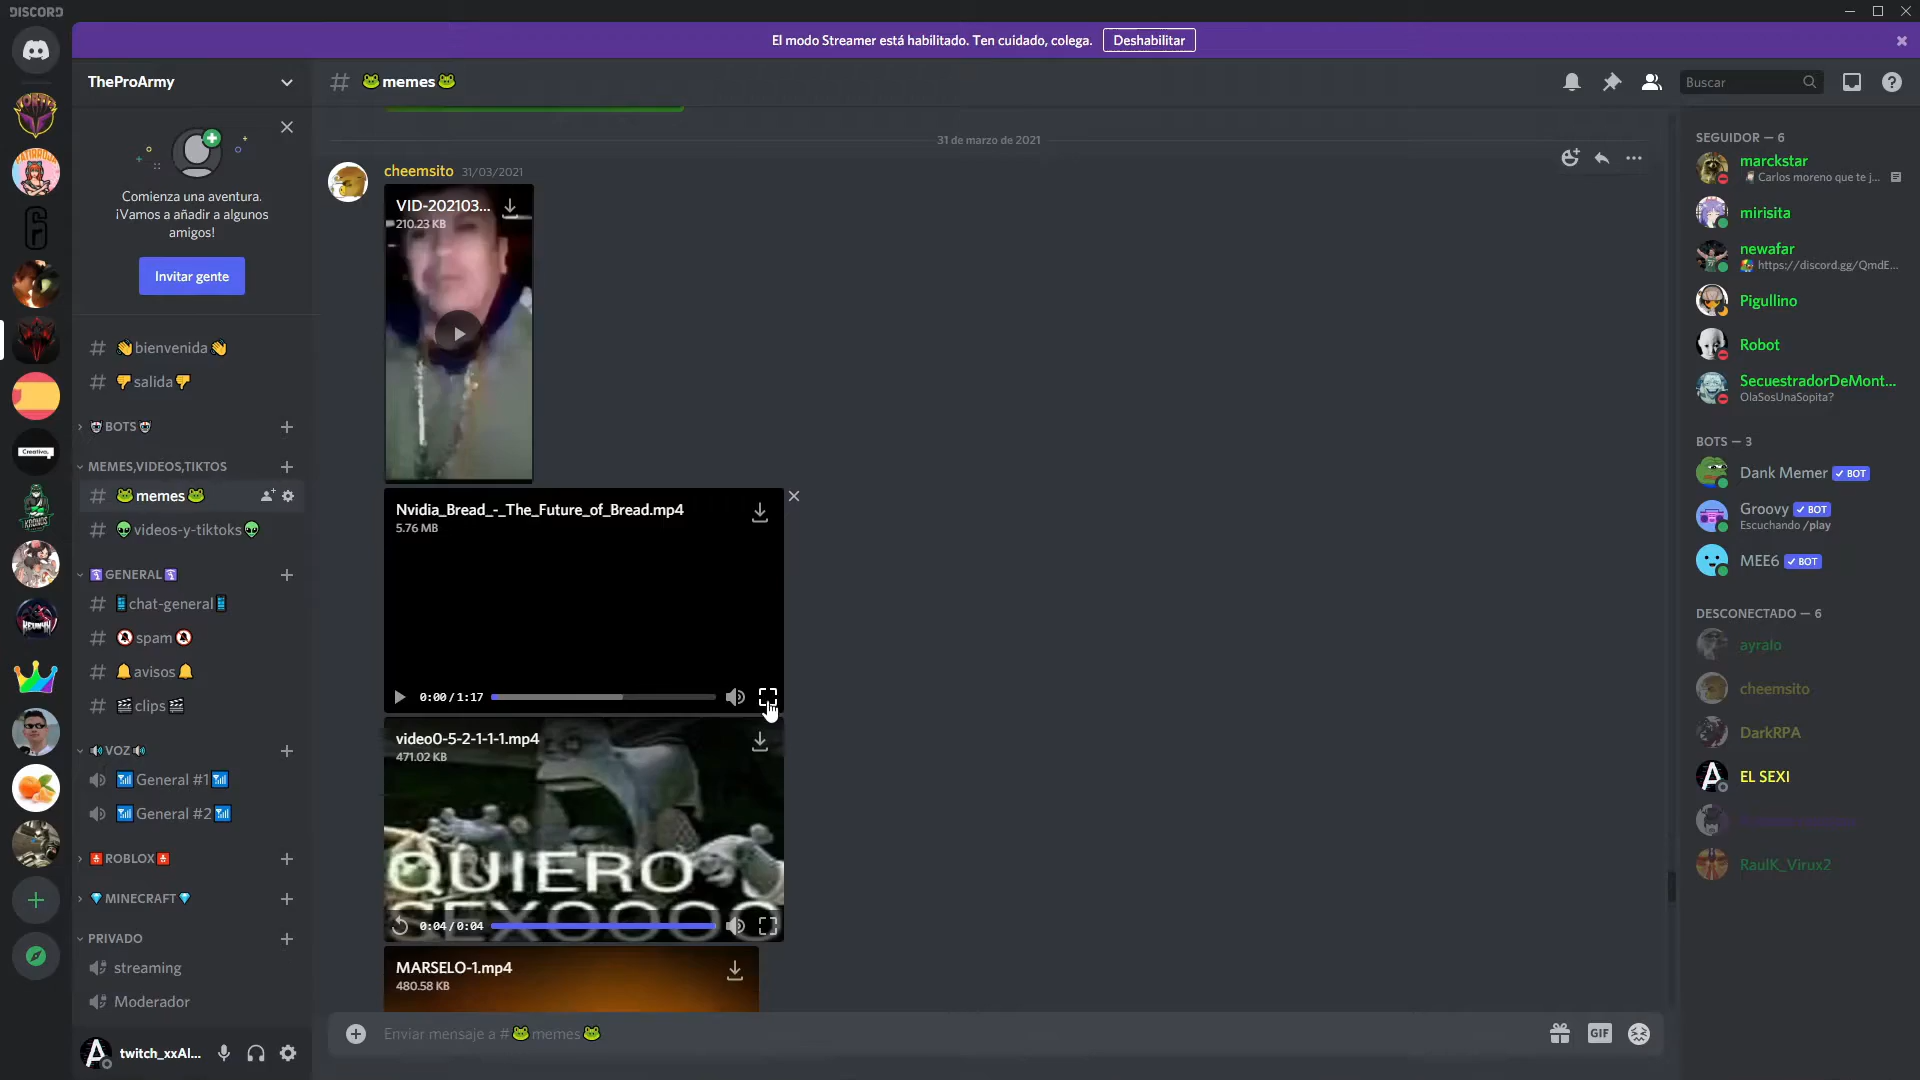 DISCORD
El modo Streamer está habilitado. Ten cuidado, colega.
Deshabilitar
TheProArmy
Comienza una aventura.
¡Vamos a añadir a algunos
amigos!
Invitar gente
bienvenida
salida
BOTS
MEMES,VIDEOS,TIKTOS
memes
videos-y-tiktoks
GENERAL
chat-general
spam
avisos
clips
VOZ
General #1
General #2
ROBLOX
MINECRAFT
PRIVADO
streaming
Moderador
twitch_xxAl...
# memes
Buscar
31 de marzo de 2021
cheemsito 31/03/2021
VID-202103...
210.23 KB
Nvidia_Bread_-_The_Future_of_Bread.mp4
5.76 MB
0:00/1:17
video0-5-2-1-1-1.mp4
471.02 KB
QUIERO
SEXOOOO
0:04/0:04
MARSELO-1.mp4
480.58 KB
Enviar mensaje a #memes
GIF
SEGUIDOR — 6
marckstar
Carlos moreno que te j...
mirisita
newafar
https://discord.gg/QmdE...
Pigullino
Robot
SecuestradorDeMont...
OlaSosUnaSopita?
BOTS — 3
Dank Memer BOT
Groovy BOT
Escuchando /play
MEE6 BOT
DESCONECTADO — 6
ayralo
cheemsito
DarkRPA
EL SEXI
RaulK_Virux2